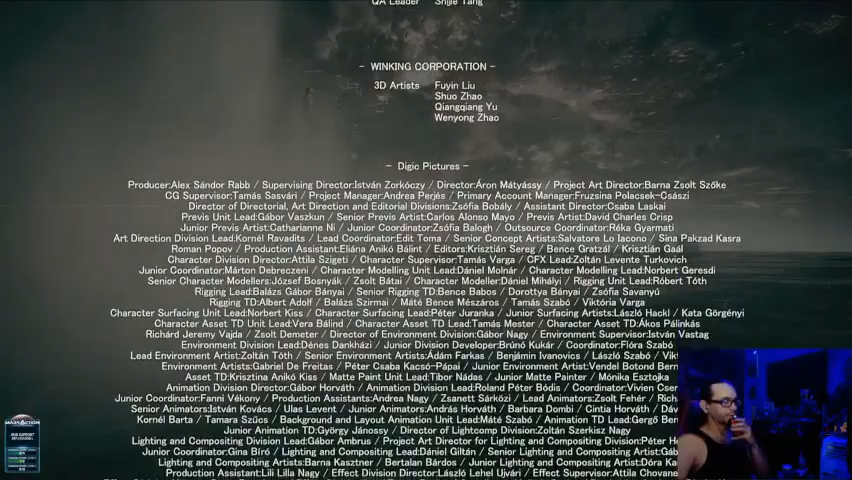 QA Leader Shijie Tang
- WINKING CORPORATION -
3D Artists Fuyin Liu
Shuo Zhao
Qiangqiang Yu
Wenyong Zhao
- Digic Pictures -
Producer:Alex Sándor Rabb / Supervising Director:István Zorkóczy / Director:Áron Mátyássy / Project Art Director:Barna Zsolt Szőke
CG Supervisor:Tamás Sasvári / Project Manager:Andrea Perjés / Primary Account Manager:Fruzsina Polacsek-Császi
Director of Directorial, Art Direction and Editorial Divisions:Zsófia Bobály / Assistant Director:Csaba Laskai
Previs Unit Lead:Gábor Vaszkun / Senior Previs Artist:Carlos Alonso Mayo / Previs Artist:David Charles Crisp
Junior Previs Artist:Catharianne Ni / Junior Coordinator:Zsófia Balogh / Outsource Coordinator:Réka Gyarmati
Art Direction Division Lead:Kornél Ravadits / Lead Coordinator:Edit Toma / Senior Concept Artists:Salvatore Lo Iacono / Sina Pakzad Kasra
Roman Popov / Production Assistant:Eliána Anikó Bálint / Editors:Krisztián Sereg / Bence Gratzál / Krisztián Gaál
Character Division Director:Attila Szigeti / Character Supervisor:Tamás Varga / CFX Lead:Zoltán Levente Turkovich
Junior Coordinator:Márton Debreczeni / Character Modelling Unit Lead:Dániel Molnár / Character Modelling Lead:Norbert Geresdi
Senior Character Modellers:József Bosnyák / Zsolt Bátai / Character Modeller:Dániel Mihályi / Rigging Unit Lead:Róbert Tóth
Rigging Lead:Balázs Gábor Bányai / Senior Rigging TD:Bence Babos / Dorottya Bányai / Zsófia Savanyú
Rigging TD:Albert Adolf / Balázs Szirmai / Máté Bence Mészáros / Tamás Szabó / Viktória Varga
Character Surfacing Unit Lead:Norbert Kiss / Character Surfacing Lead:Péter Juranka / Junior Surfacing Artists:László Hackl / Kata Görgényi
Character Asset TD Unit Lead:Vera Bálind / Character Asset TD Lead:Tamás Mester / Character Asset TD:Ákos Pálinkás
Richárd Jeremy Vajda / Zsolt Demeter / Director of Environment Division:Gábor Nagy / Environment Supervisor:István Vastag
Environment Division Lead:Dénes Dankházi / Junior Division Developer:Brúnó Kukár / Coordinator:Flóra Szabó
Lead Environment Artist:Zoltán Tóth / Senior Environment Artists:Ádám Farkas / Benjámin Ivanovics / László Szabó / Vikt
Environment Artists:Gabriel De Freitas / Péter Csaba Kacsó-Pápai / Junior Environment Artist:Vendel Botond Bern
Asset TD:Krisztina Anikó Kiss / Matte Paint Unit Lead:Tibor Nádas / Junior Matte Painter / Mónika Esztojka
Animation Division Director:Gábor Horváth / Animation Division Lead:Roland Péter Bódis / Coordinator:Vivien Cser
Junior Coordinator:Fanni Vékony / Production Assistants:Andrea Nagy / Zsanett Sárközi / Lead Animators:Zsolt Fehér / Rich
Senior Animators:István Kovács / Ulas Levent / Junior Animators:András Horváth / Barbara Dombi / Cintia Horváth / Dáv
Kornél Barta / Tamara Szűcs / Background and Layout Animation Unit Lead:Máté Szabó / Animation TD Lead:Gergő Ben
Junior Animation TD:György Jánossy / Director of Lightcomp Division:Zoltán Szerkisz Nagy
Lighting and Compositing Division Lead:Gábor Ambrus / Project Art Director for Lighting and Compositing Division:Péter Ho
Junior Coordinator:Gina Bíró / Lighting and Compositing Lead:Dániel Giltán / Senior Lighting and Compositing Artist:Gáb
Lighting and Compositing Artists:Barna Kasztner / Bertalan Bárdos / Junior Lighting and Compositing Artist:Dóra Ka
Production Assistant:Lili Lilla Nagy / Effect Division Director:László Lehel Ujvári / Effect Supervisor:Attila Chovane